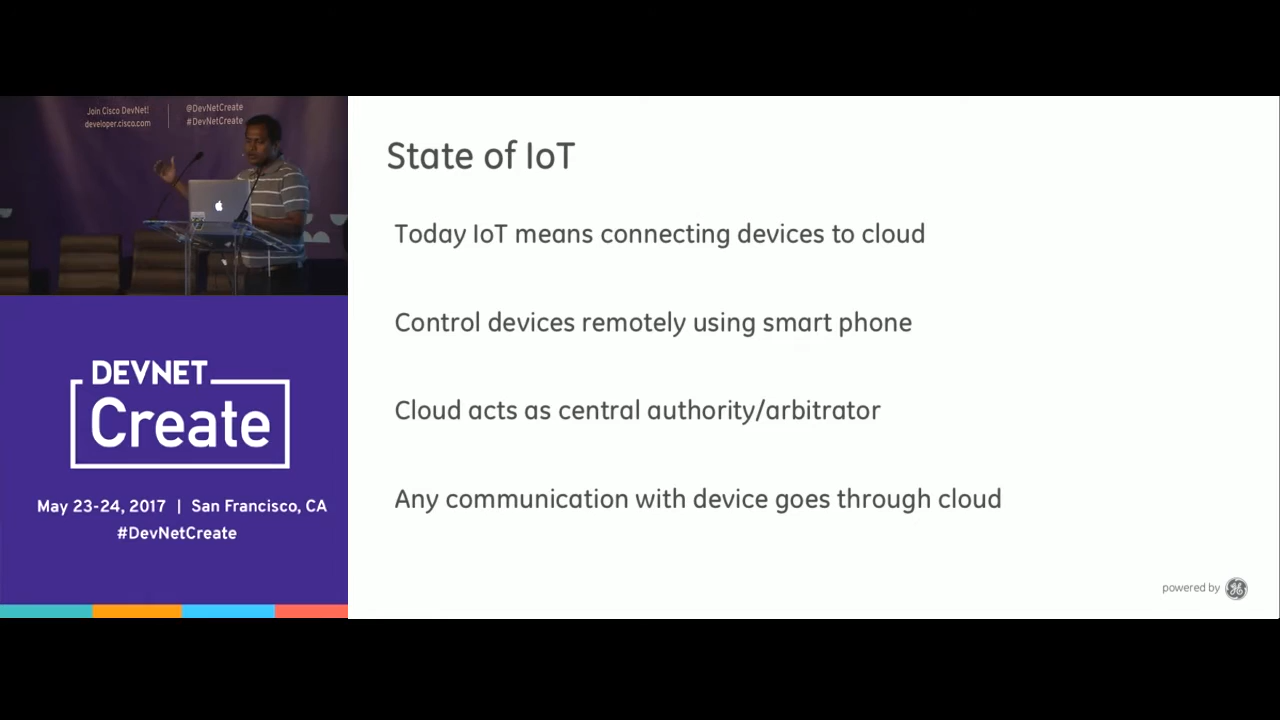 Join Cisco DevNet!
developer.cisco.com
@DevNetCreate
#DevNetCreate
DEVNET
Create
May 23-24, 2017 | San Francisco, CA
#DevNetCreate
State of IoT
Today IoT means connecting devices to cloud
Control devices remotely using smart phone
Cloud acts as central authority/arbitrator
Any communication with device goes through cloud
powered by